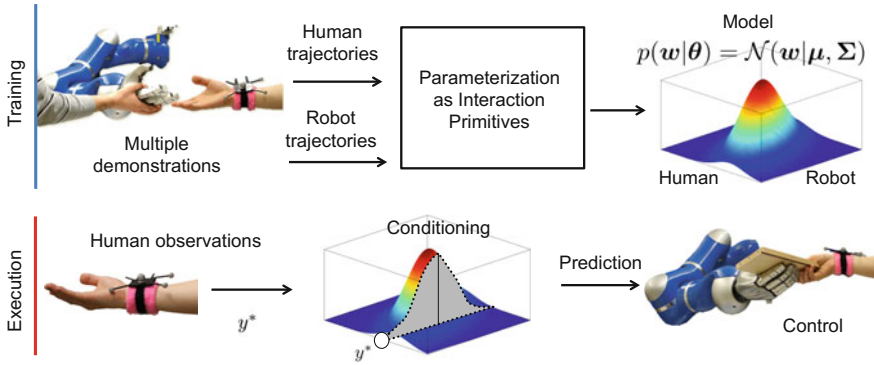 Training
Multiple
demonstrations
Human
trajectories
Robot
trajectories
Parameterization
as Interaction
Primitives
Model
p(w|θ) = N(w|μ, Σ)
Human
Robot
Execution
Human observations
y*
Conditioning
y*
Prediction
Control